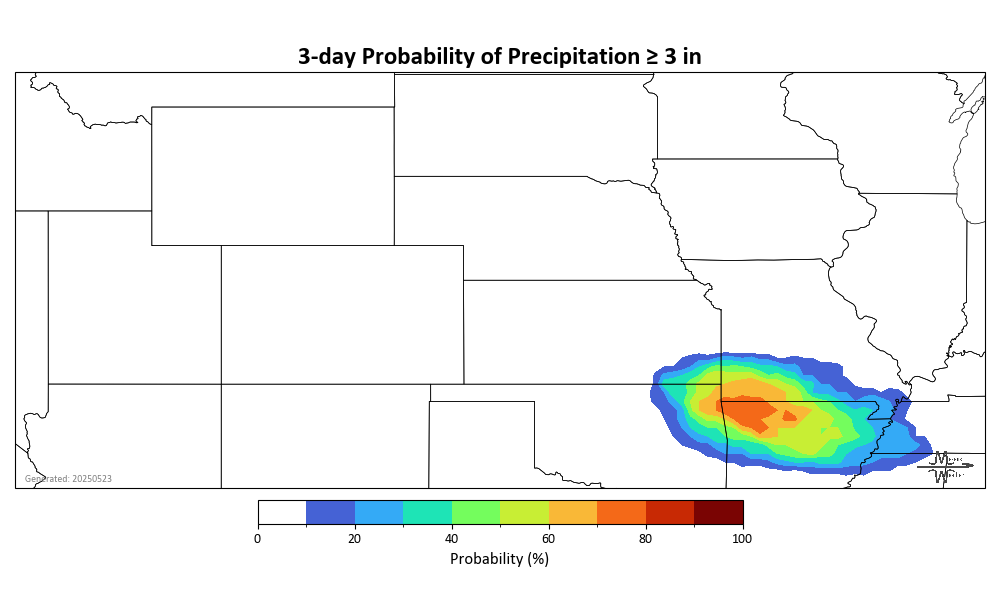 3-day Probability of Precipitation ≥ 3 in
Generated: 20250523
0 20 40 60 80 100
Probability (%)